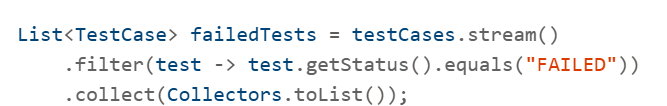 List<TestCase> failedTests = testCases.stream()
    .filter(test -> test.getStatus().equals("FAILED"))
    .collect(Collectors.toList());